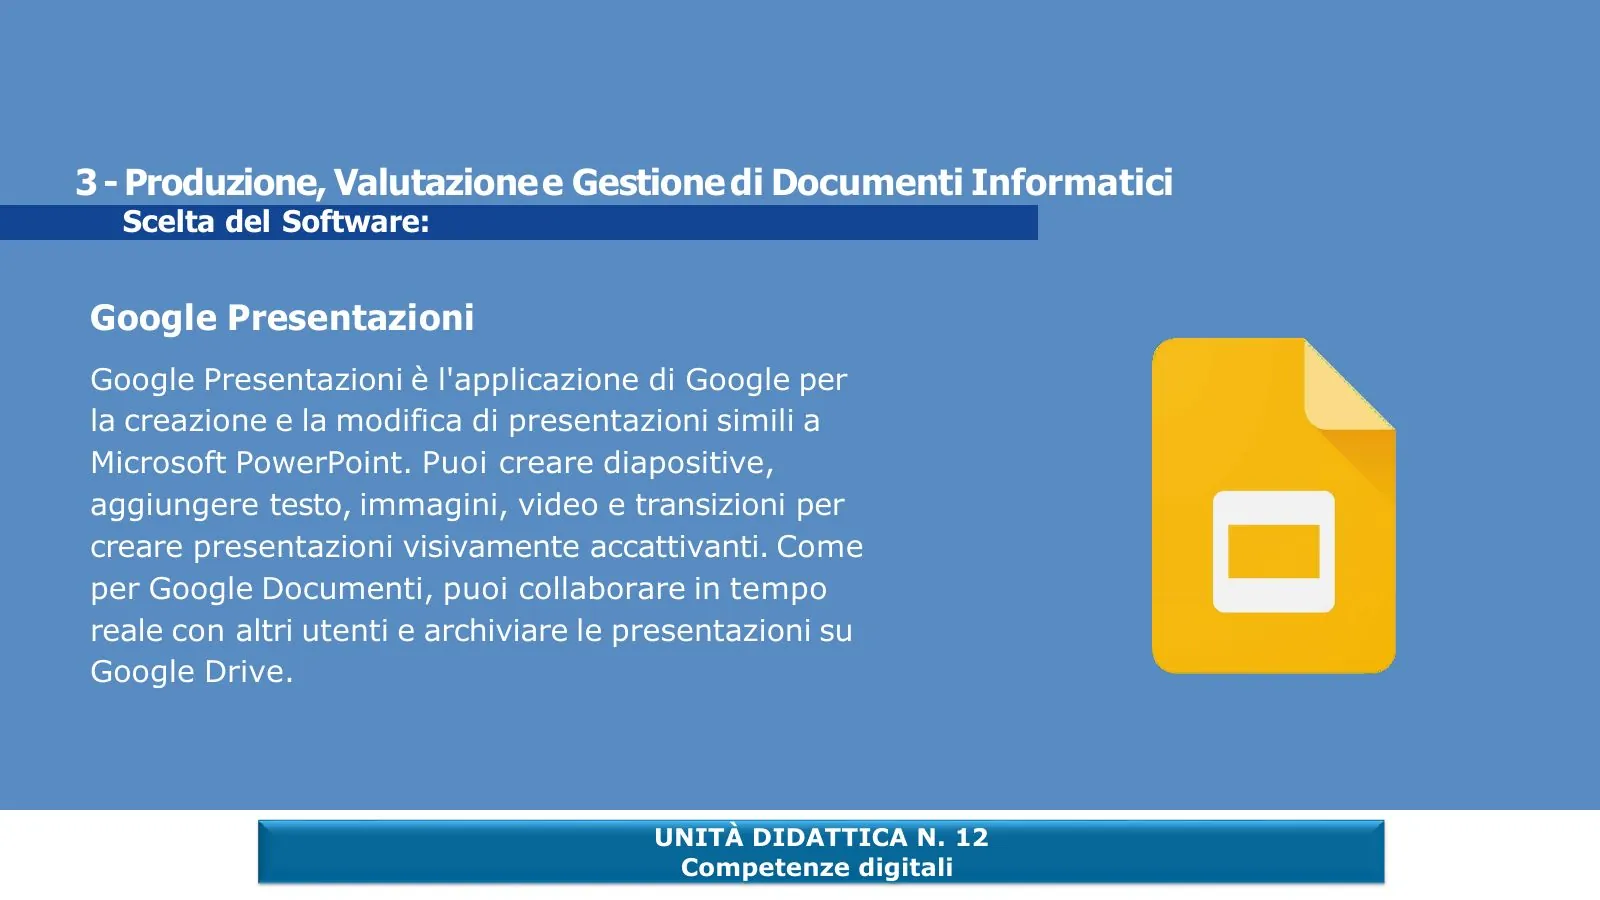 3 - Produzione, Valutazione e Gestione di Documenti Informatici
Scelta del Software:
Google Presentazioni
Google Presentazioni è l'applicazione di Google per
la creazione e la modifica di presentazioni simili a
Microsoft PowerPoint. Puoi creare diapositive,
aggiungere testo, immagini, video e transizioni per
creare presentazioni visivamente accattivanti. Come
per Google Documenti, puoi collaborare in tempo
reale con altri utenti e archiviare le presentazioni su
Google Drive.
UNITÀ DIDATTICA N. 12
Competenze digitali